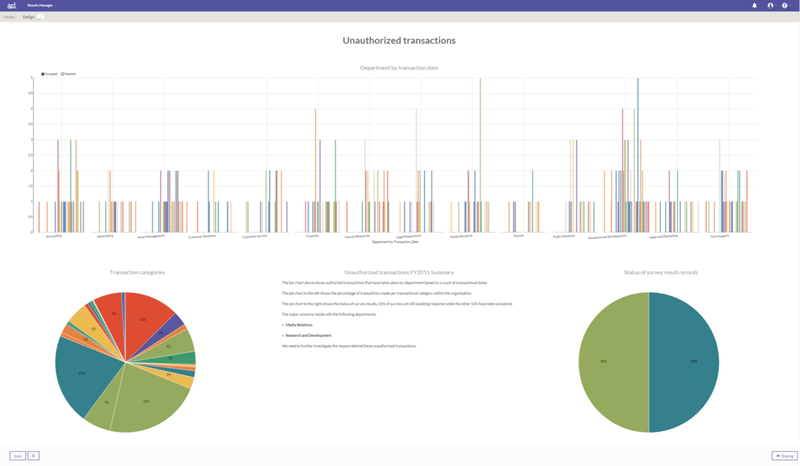 acl
Results Manager
Home
Design
Unauthorized transactions
Department by transaction date
Grouped
Stacked
5
4.5
4
3.5
3
2.5
2
1.5
1
0.5
0
Accounting
Advertising
Asset Management
Customer Relations
Customer Service
Finances
Human Resources
Legal Department
Media Relations
Payroll
Public Relations
Research and Development
Sales and Marketing
Tech Support
Department by Transaction Date
Transaction categories
Unauthorized transactions FY2015 Summary
Status of survey result records
The bar chart above shows authorized transactions that have taken place by department based on a count of transactional dates.
The pie chart to the left shows the percentage of transactions made per transactional category within the organization.
The pie chart to the right shows the status of survey results. 50% of surveys are still awaiting response while the other 50% have been answered.
The major concerns reside with the following departments:
• Media Relations
• Research and Development
We need to further investigate the reasons behind these unauthorized transactions.
50%
50%
Save
Sharing